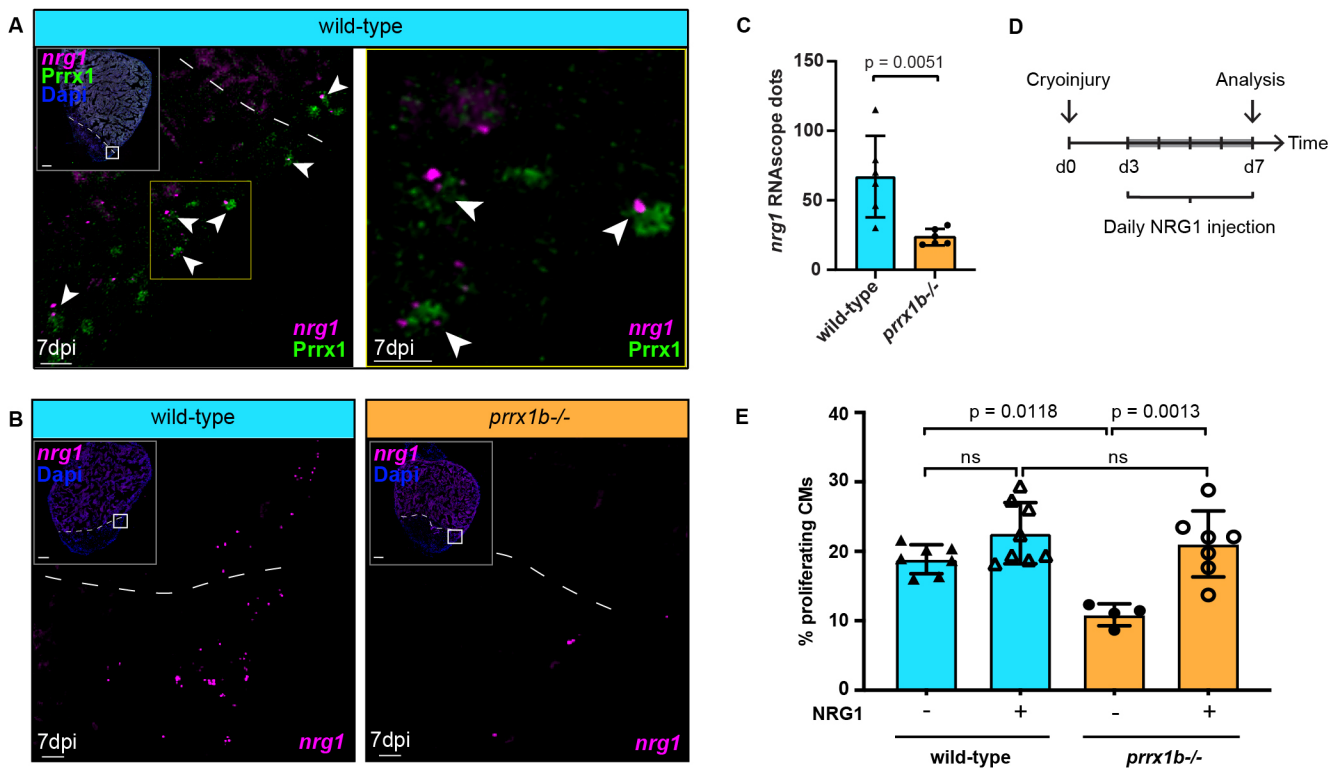 A
wild-type
nrg1
Prrx1
Dapi
7dpi
nrg1
Prrx1
7dpi
nrg1
Prrx1
B
wild-type
nrg1
Dapi
7dpi
nrg1
prrx1b-/-
nrg1
Dapi
7dpi
nrg1
C
nrg1 RNAscope dots
150
100
50
0
p = 0.0051
wild-type
prrx1b-/-
D
Cryoinjury
Analysis
Time
d0
d3
d7
Daily NRG1 injection
E
% proliferating CMs
40
30
20
10
0
p = 0.0118
p = 0.0013
ns
ns
NRG1
-
+
-
+
wild-type
prrx1b-/-